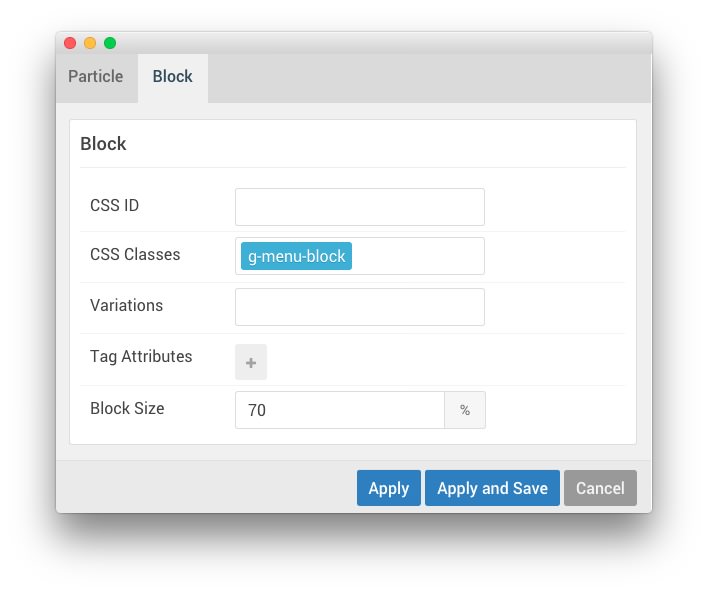 Particle Block
Block
CSS ID
CSS Classes g-menu-block
Variations
Tag Attributes +
Block Size 70 %
Apply Apply and Save Cancel